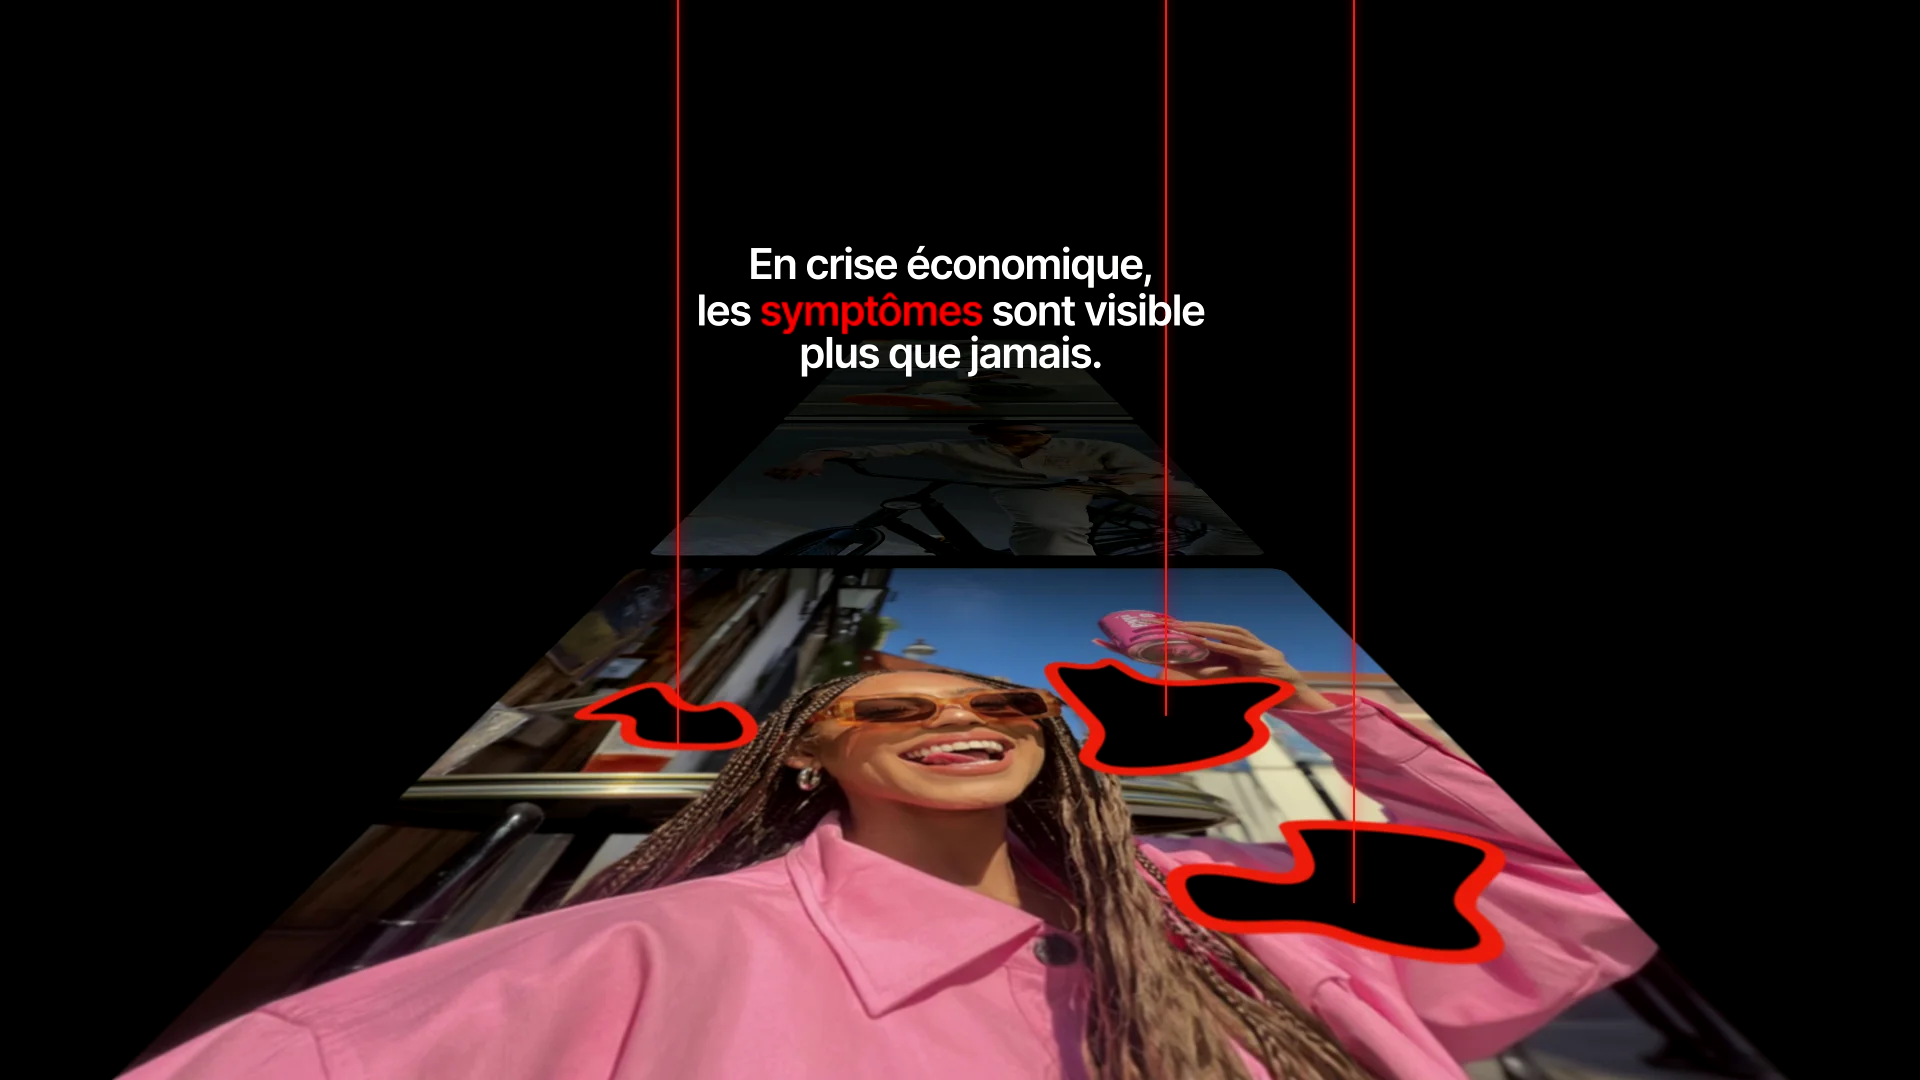 En crise économique,
les symptômes sont visible
plus que jamais.